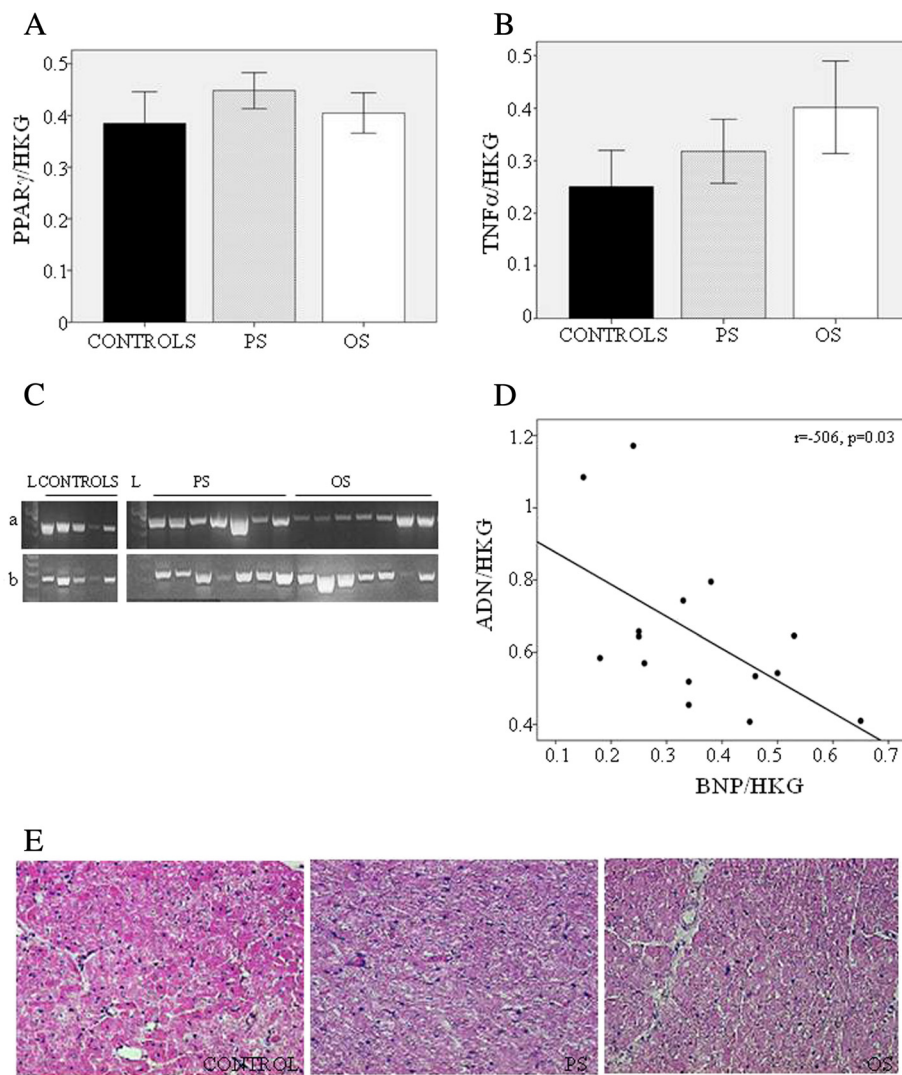 A
B
0.5
0.4
0.3
0.2
0.1
0
PPARγ/HKG
CONTROLS PS OS
0.5
0.4
0.3
0.2
0.1
0
TNFα/HKG
CONTROLS PS OS
C
L CONTROLS L PS OS
a
b
D
r=-506, p=0.03
1.2
1
0.8
0.6
0.4
ADN/HKG
0.1 0.2 0.3 0.4 0.5 0.6 0.7
BNP/HKG
E
CONTROL
PS
OS